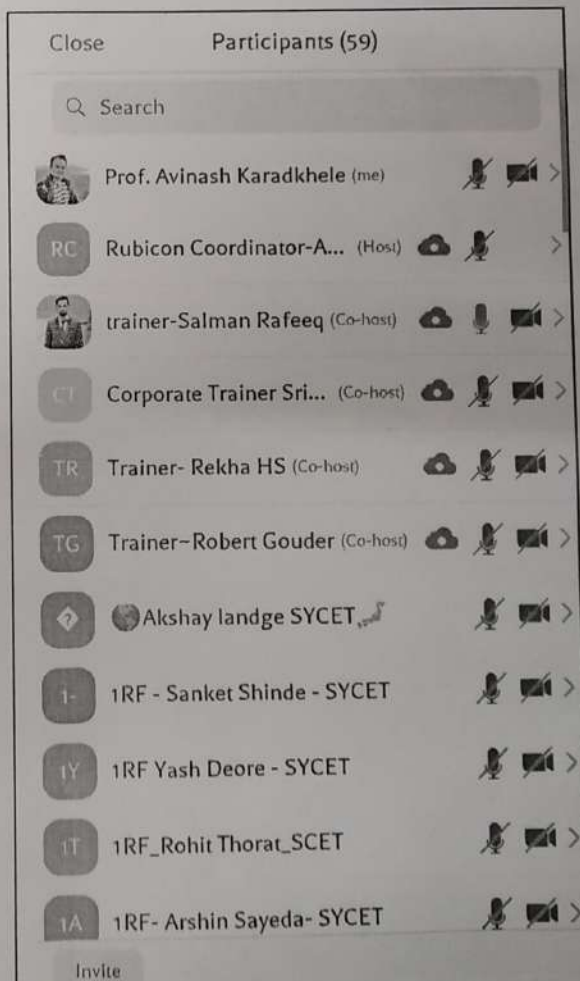 Close Participants (59)
Search
Prof. Avinash Karadkhele (me)
RC Rubicon Coordinator-A... (Host)
trainer-Salman Rafeeq (Co-host)
CT Corporate Trainer Sri... (Co-host)
TR Trainer- Rekha HS (Co-host)
TG Trainer-Robert Gouder (Co-host)
? Akshay landge SYCET
1- 1RF - Sanket Shinde - SYCET
1Y 1RF Yash Deore - SYCET
1T 1RF_Rohit Thorat_SCET
1A 1RF- Arshin Sayeda- SYCET
Invite